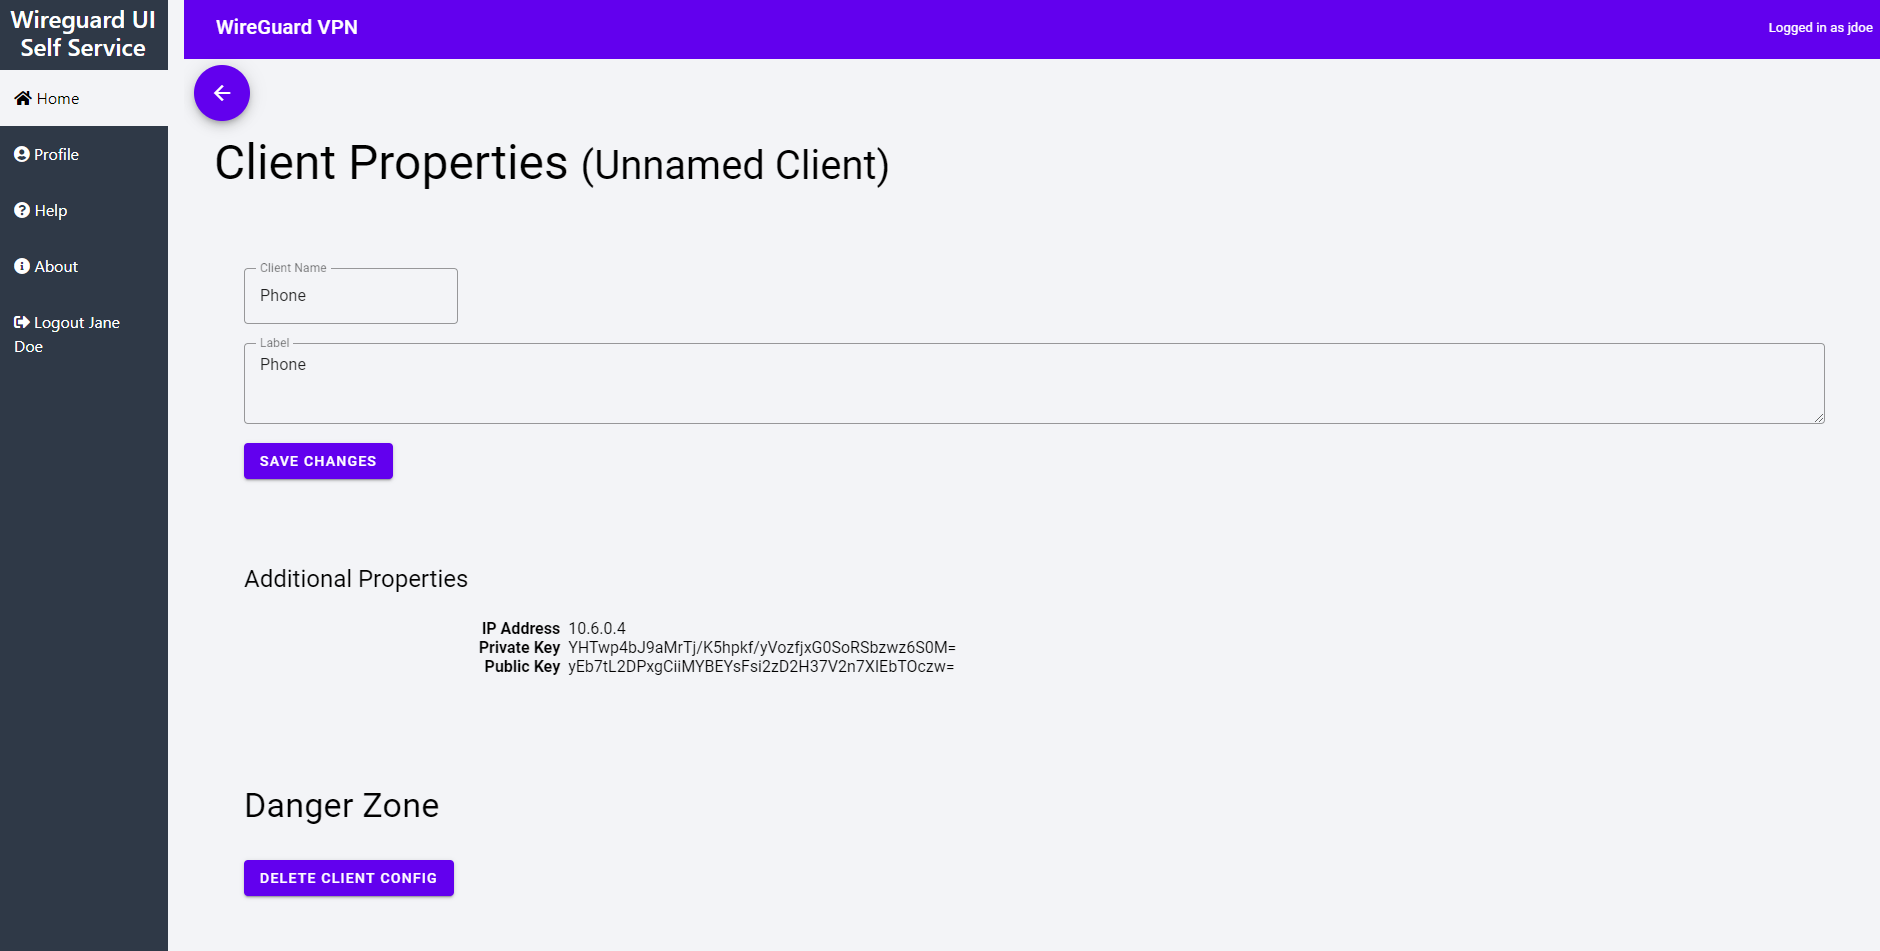 Wireguard UI
Self Service
Home
Profile
Help
About
Logout Jane
Doe
WireGuard VPN
Logged in as jdoe
Client Properties (Unnamed Client)
Client Name
Phone
Label
Phone
SAVE CHANGES
Additional Properties
IP Address 10.6.0.4
Private Key YHTwp4bJ9aMrTj/K5hpkf/yVozfjxG0SoRSbzwz6S0M=
Public Key yEb7tL2DPxgCiiMYBEYsFsi2zD2H37V2n7XIEbTOczw=
Danger Zone
DELETE CLIENT CONFIG